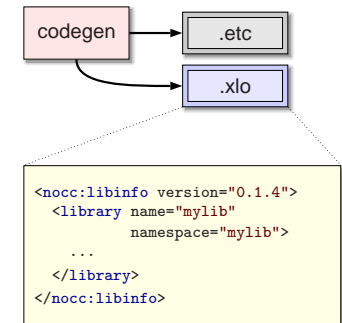 codegen
.etc
.xlo
<nocc:libinfo version="0.1.4">
  <library name="mylib"
           namespace="mylib">
    ...
  </library>
</nocc:libinfo>